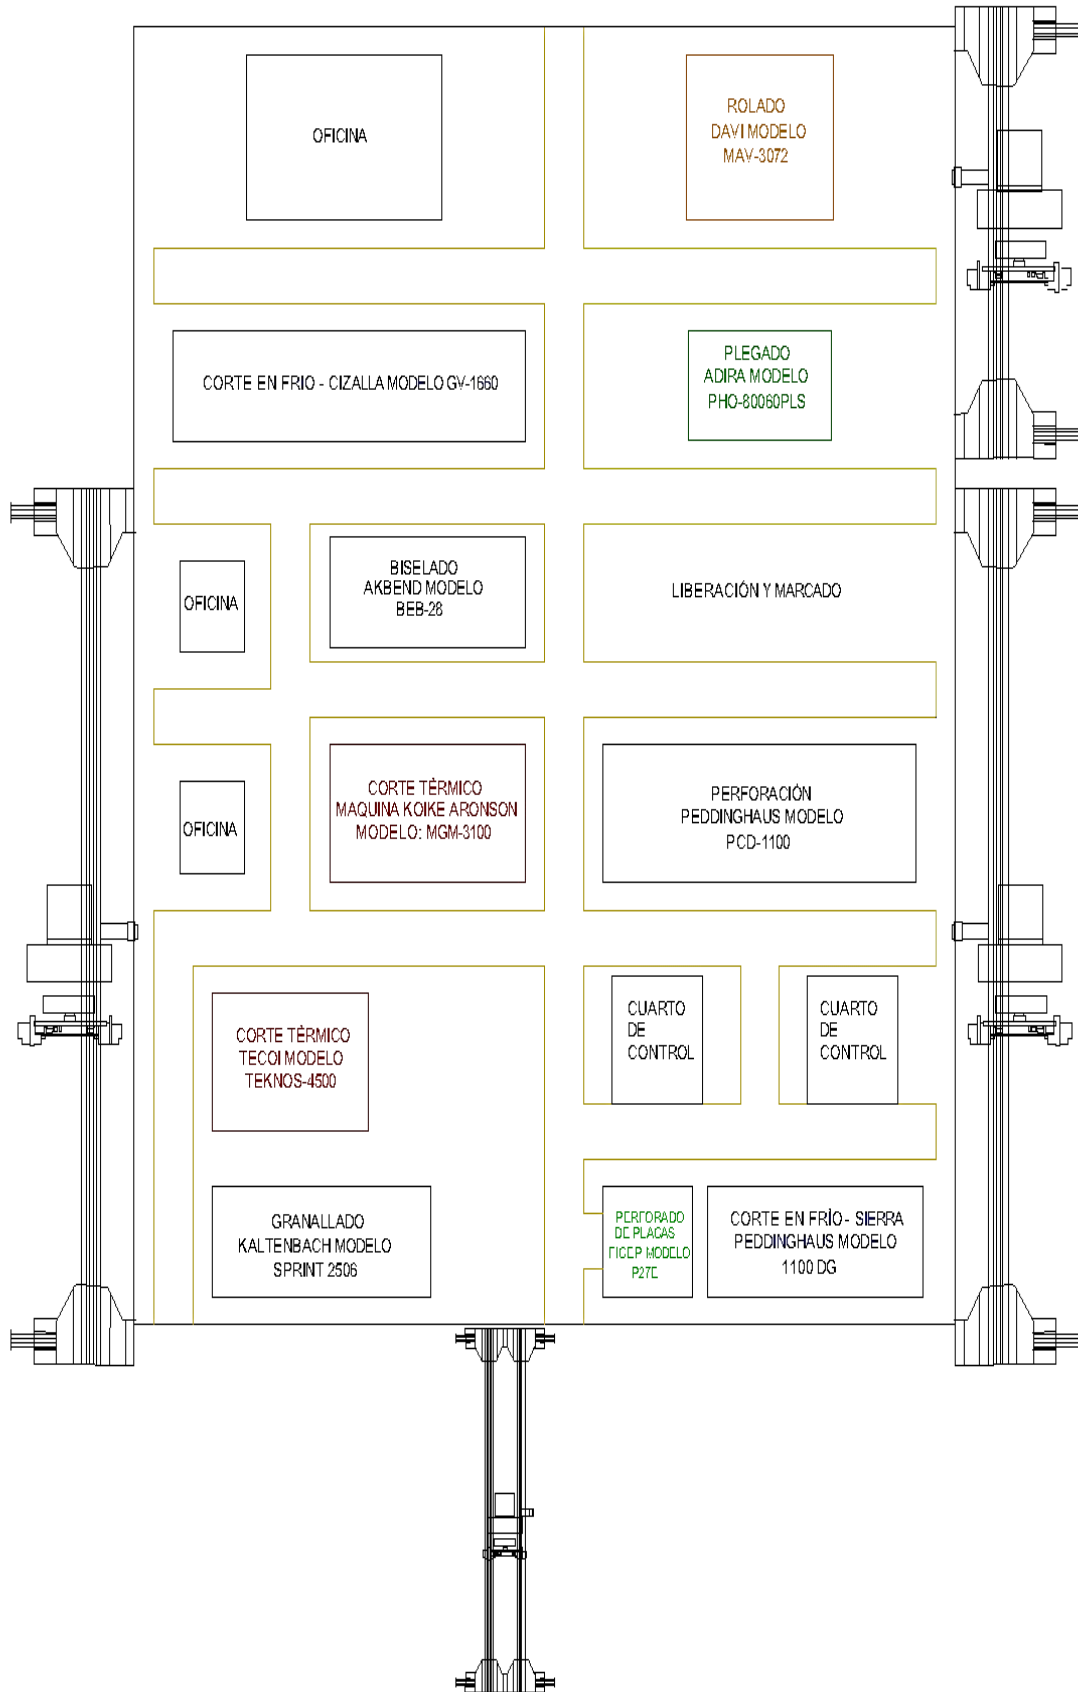 OFICINA
ROLADO
DAVI MODELO
MAV-3072
CORTE EN FRIO - CIZALLA MODELO GV-1660
PLEGADO
ADIRA MODELO
PHO-80060PLS
OFICINA
BISELADO
AKBEND MODELO
BEB-28
LIBERACIÓN Y MARCADO
OFICINA
CORTE TÉRMICO
MAQUINA KOIKE ARONSON
MODELO: MGM-3100
PERFORACIÓN
PEDDINGHAUS MODELO
PCD-1100
CORTE TÉRMICO
TECOI MODELO
TEKNOS-4500
CUARTO
DE
CONTROL
CUARTO
DE
CONTROL
GRANALLADO
KALTENBACH MODELO
SPRINT 2506
PERFORADO
DE PLACAS
FICEP MODELO
P27E
CORTE EN FRÍO - SIERRA
PEDDINGHAUS MODELO
1100 DG